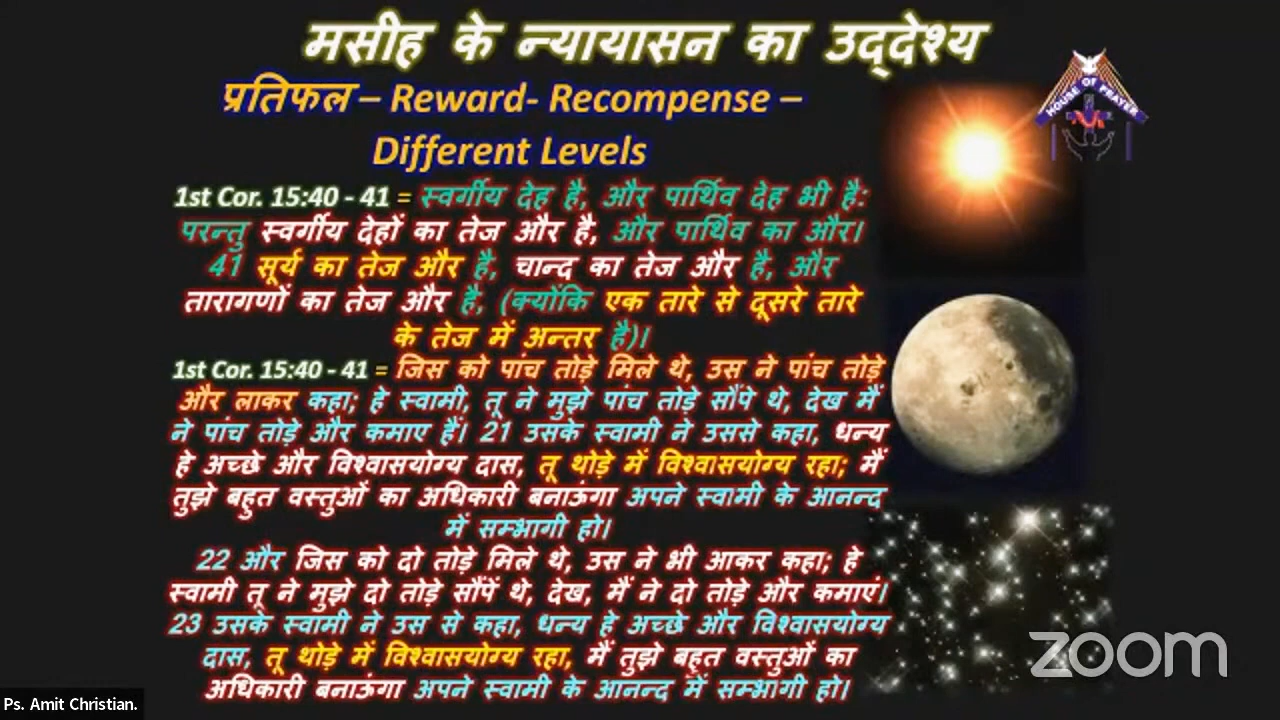 मसीह के न्यायासन का उद्देश्य
प्रतिफल – Reward- Recompense –
Different Levels
HOUSE OF PRAYER
1st Cor. 15:40 - 41 = स्वर्गीय देह है, और पार्थिव देह भी है:
परन्तु स्वर्गीय देहों का तेज और है, और पार्थिव का और।
41 सूर्य का तेज और है, चान्द का तेज और है, और
तारागणों का तेज और है, (क्योंकि एक तारे से दूसरे तारे
के तेज में अन्तर है)।
1st Cor. 15:40 - 41 = जिस को पांच तोड़े मिले थे, उस ने पांच तोड़े
और लाकर कहा; हे स्वामी, तू ने मुझे पांच तोड़े सौंपे थे, देख मैं
ने पांच तोड़े और कमाए हैं। 21 उसके स्वामी ने उससे कहा, धन्य
हे अच्छे और विश्वासयोग्य दास, तू थोड़े में विश्वासयोग्य रहा; मैं
तुझे बहुत वस्तुओं का अधिकारी बनाऊंगा अपने स्वामी के आनन्द
में सम्भागी हो।
22 और जिस को दो तोड़े मिले थे, उस ने भी आकर कहा; हे
स्वामी तू ने मुझे दो तोड़े सौंपें थे, देख, मैं ने दो तोड़े और कमाएं।
23 उसके स्वामी ने उस से कहा, धन्य हे अच्छे और विश्वासयोग्य
दास, तू थोड़े में विश्वासयोग्य रहा, मैं तुझे बहुत वस्तुओं का
अधिकारी बनाऊंगा अपने स्वामी के आनन्द में सम्भागी हो।
zoom
Ps. Amit Christian.